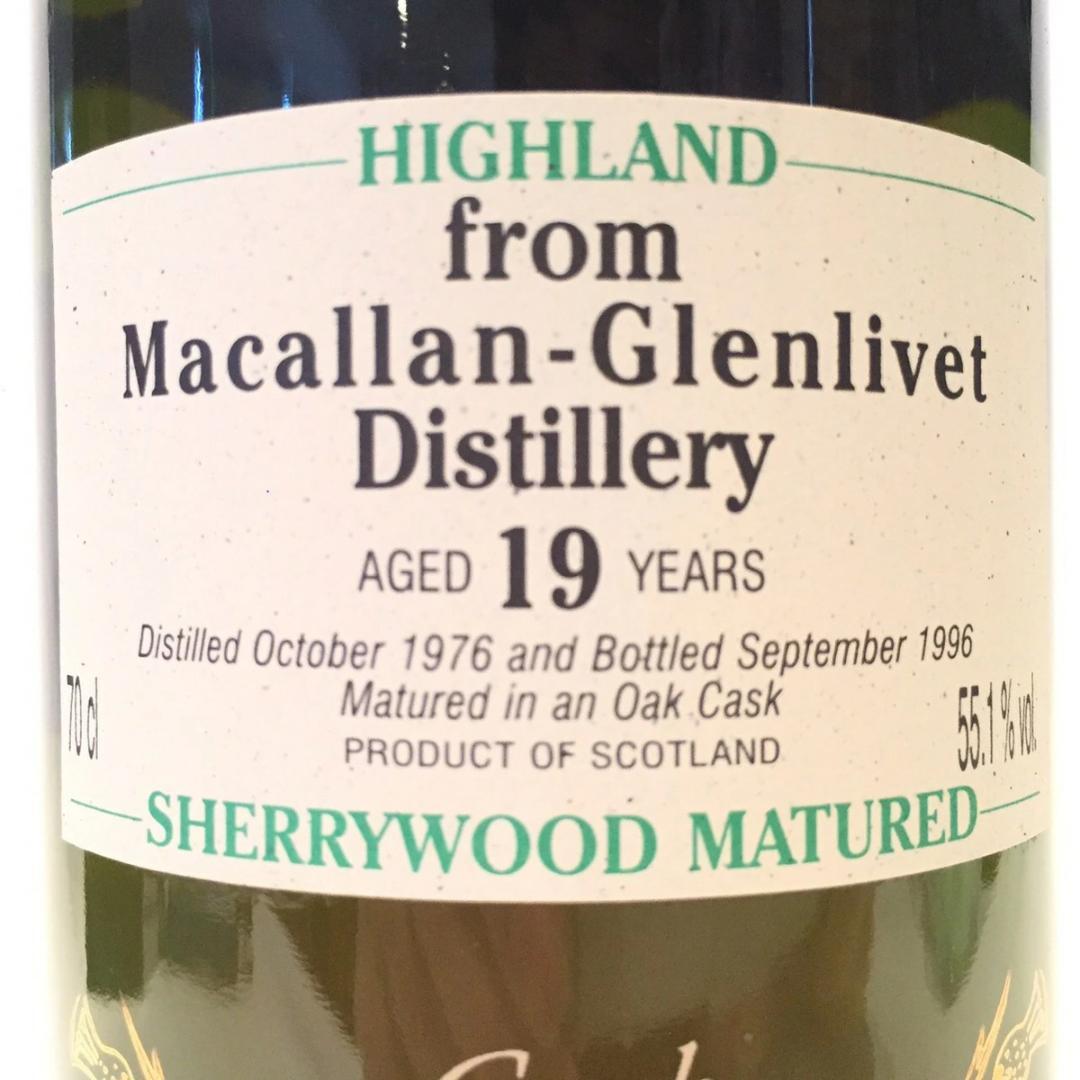 HIGHLAND
from
Macallan-Glenlivet
Distillery
AGED 19 YEARS
Distilled October 1976 and Bottled September 1996
70 cl
Matured in an Oak Cask
55.1 % vol.
PRODUCT OF SCOTLAND
SHERRYWOOD MATURED